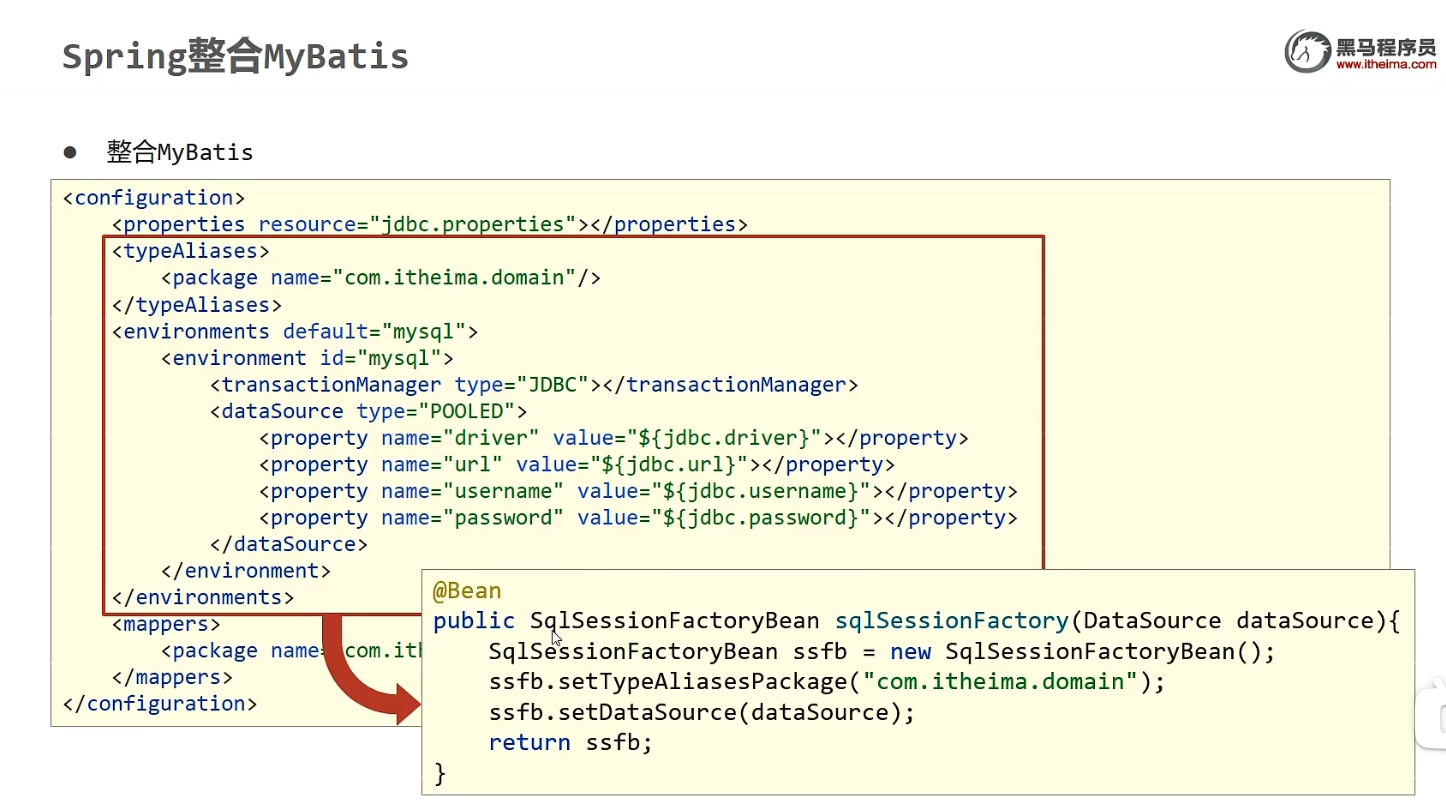 Spring整合MyBatis
黑马程序员
www.itheima.com
● 整合MyBatis
<configuration>
<properties resource="jdbc.properties"></properties>
<typeAliases>
<package name="com.itheima.domain"/>
</typeAliases>
<environments default="mysql">
<environment id="mysql">
<transactionManager type="JDBC"></transactionManager>
<dataSource type="POOLED">
<property name="driver" value="${jdbc.driver}"></property>
<property name="url" value="${jdbc.url}"></property>
<property name="username" value="${jdbc.username}"></property>
<property name="password" value="${jdbc.password}"></property>
</dataSource>
</environment>
</environments>
<mappers>
<package name
</mappers>
</configuration>
@Bean
public SqlSessionFactoryBean sqlSessionFactory(DataSource dataSource){
SqlSessionFactoryBean ssfb = new SqlSessionFactoryBean();
ssfb.setTypeAliasesPackage("com.itheima.domain");
ssfb.setDataSource(dataSource);
return ssfb;
}